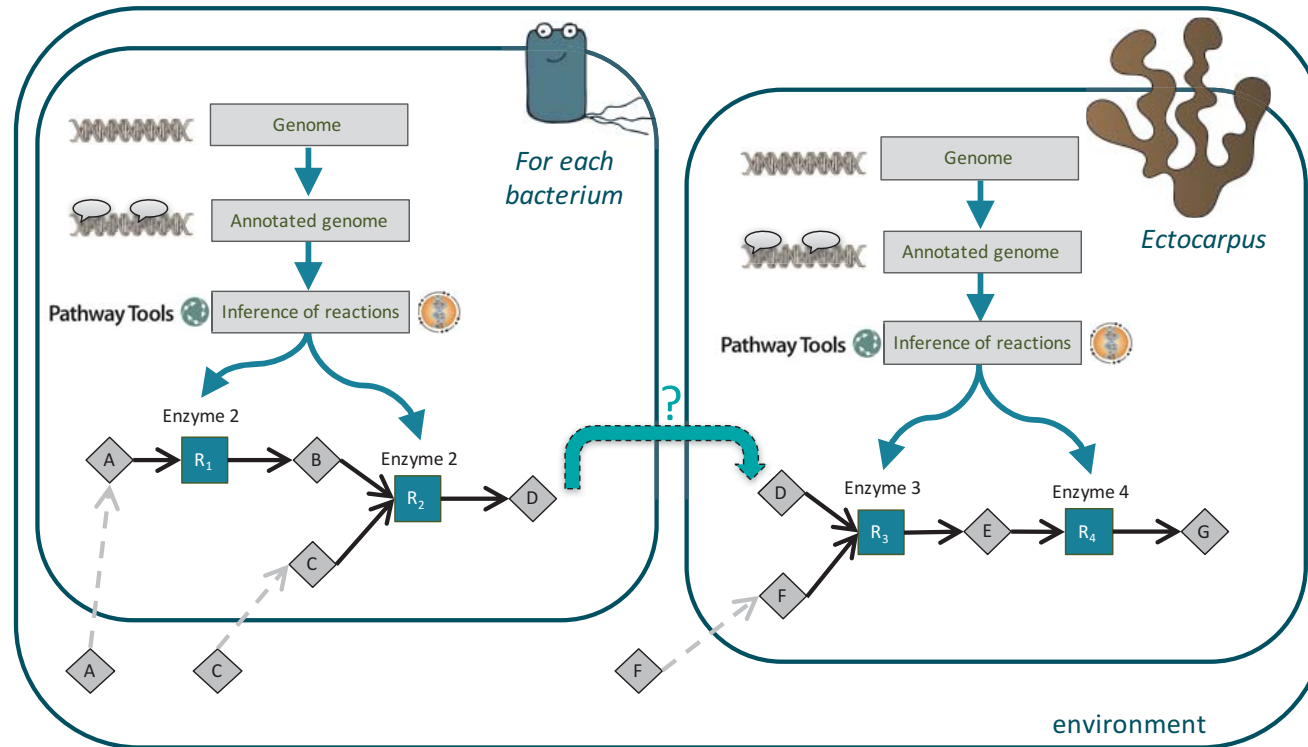 Genome
For each
bacterium
Annotated genome
Pathway Tools
Inference of reactions
Enzyme 2
A
R1
B
Enzyme 2
R2
D
C
A
C
?
Genome
Ectocarpus
Annotated genome
Pathway Tools
Inference of reactions
D
Enzyme 3
R3
E
Enzyme 4
R4
G
F
F
environment